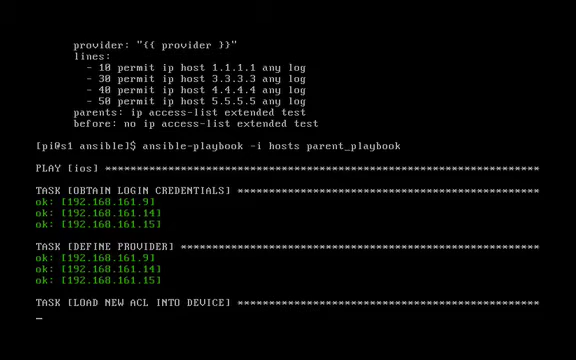 provider: "{{ provider }}"
lines:
- 10 permit ip host 1.1.1.1 any log
- 30 permit ip host 3.3.3.3 any log
- 40 permit ip host 4.4.4.4 any log
- 50 permit ip host 5.5.5.5 any log
parents: ip access-list extended test
before: no ip access-list extended test
[pi@s1 ansible]$ ansible-playbook -i hosts parent_playbook
PLAY [ios] *****************************************************************************
TASK [OBTAIN LOGIN CREDENTIALS] ********************************************************
ok: [192.168.161.9]
ok: [192.168.161.14]
ok: [192.168.161.15]
TASK [DEFINE PROVIDER] *****************************************************************
ok: [192.168.161.9]
ok: [192.168.161.14]
ok: [192.168.161.15]
TASK [LOAD NEW ACL INTO DEVICE] ********************************************************
_